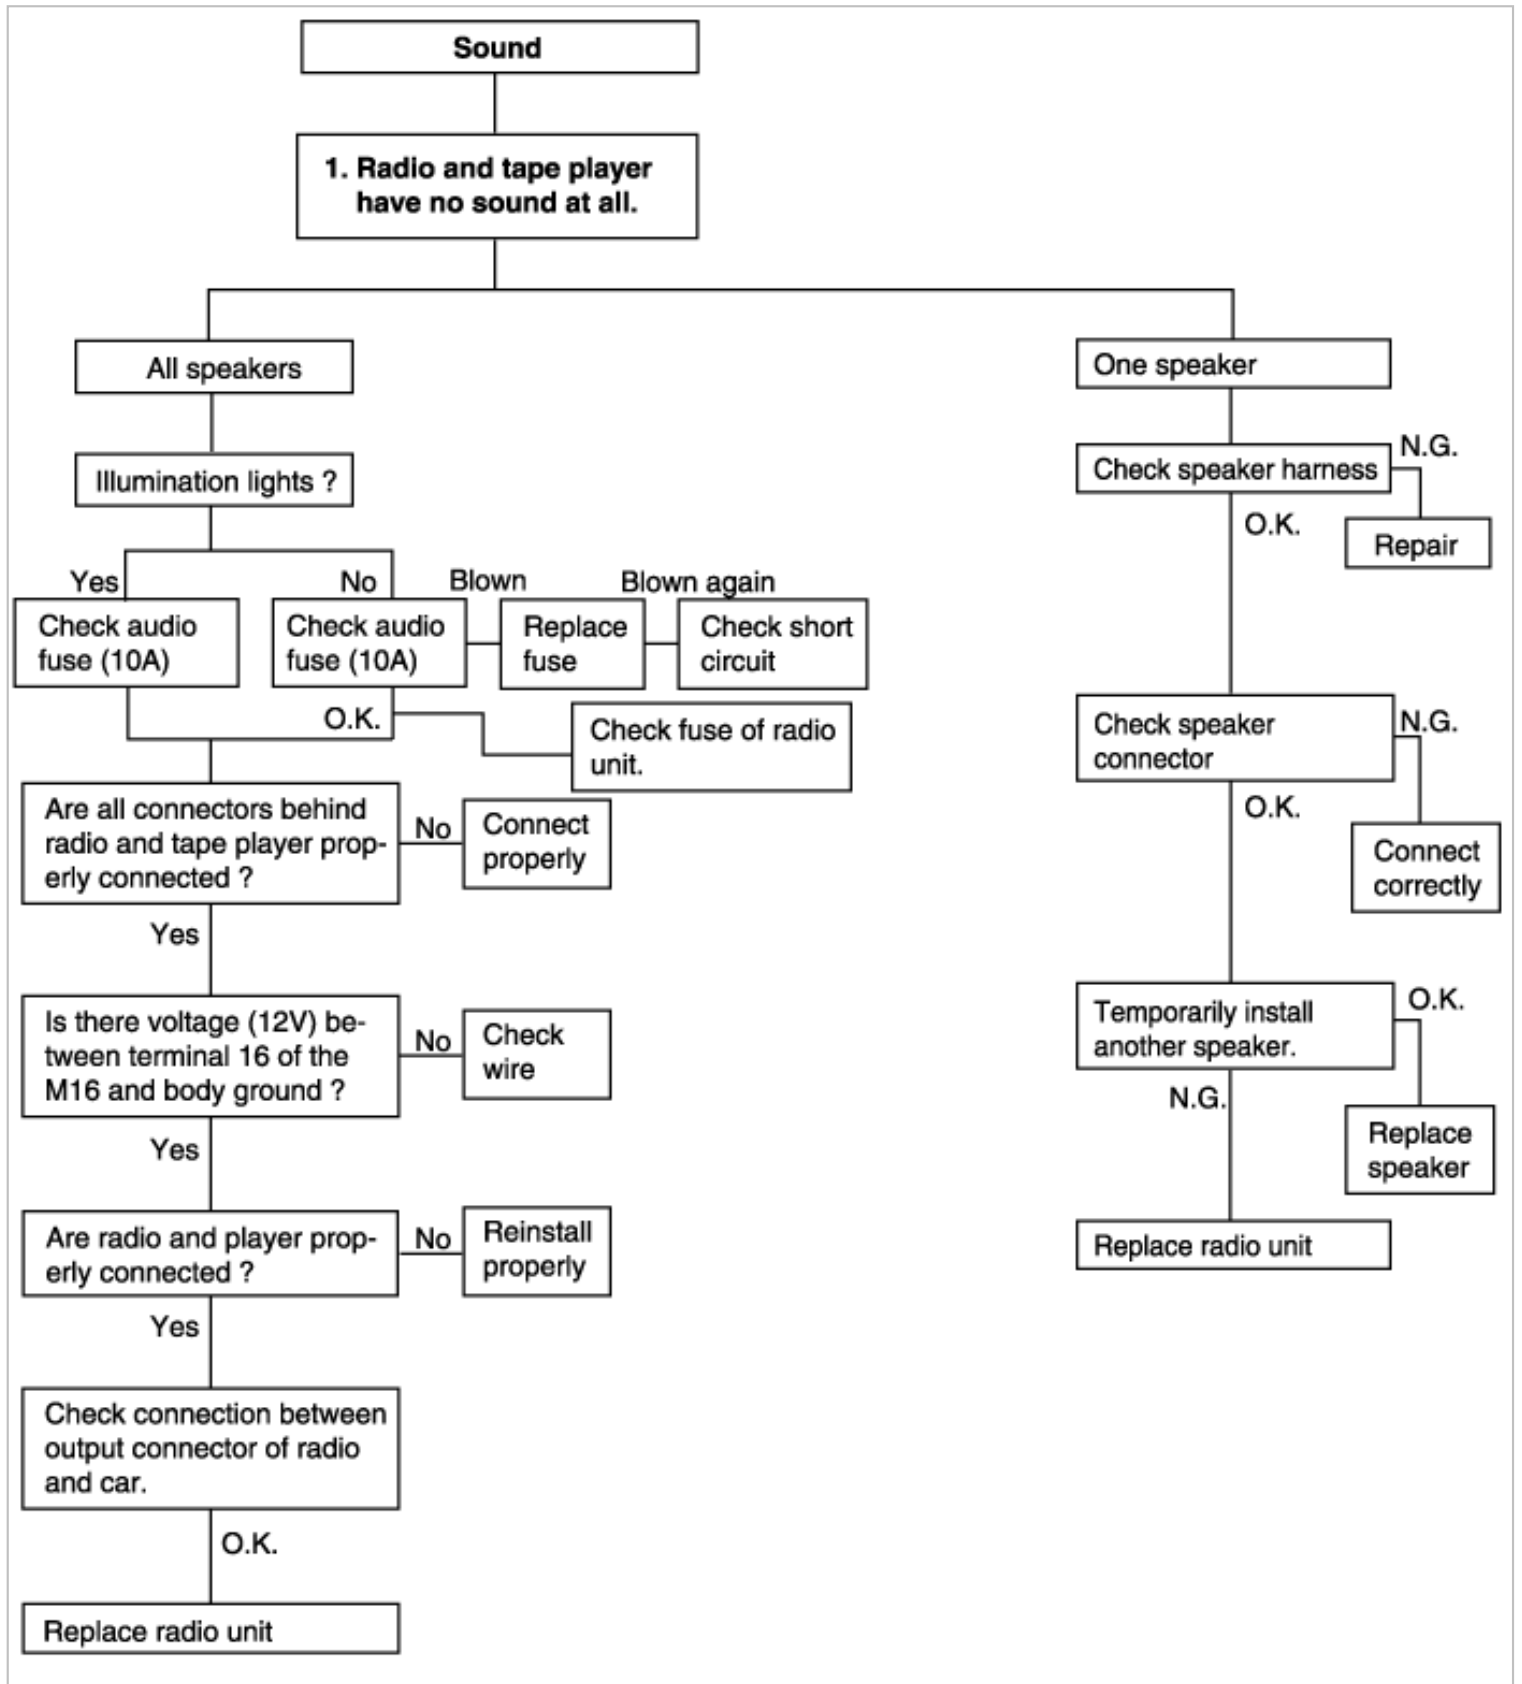 Sound
1. Radio and tape player
have no sound at all.
All speakers
Illumination lights ?
Yes
No
Blown
Blown again
Check audio
fuse (10A)
Check audio
fuse (10A)
Replace
fuse
Check short
circuit
O.K.
Check fuse of radio
unit.
Are all connectors behind
radio and tape player prop-
erly connected ?
No
Connect
properly
Yes
Is there voltage (12V) be-
tween terminal 16 of the
M16 and body ground ?
No
Check
wire
Yes
Are radio and player prop-
erly connected ?
No
Reinstall
properly
Yes
Check connection between
output connector of radio
and car.
O.K.
Replace radio unit
One speaker
Check speaker harness
N.G.
Repair
O.K.
Check speaker
connector
N.G.
Connect
correctly
O.K.
Temporarily install
another speaker.
O.K.
Replace
speaker
N.G.
Replace radio unit